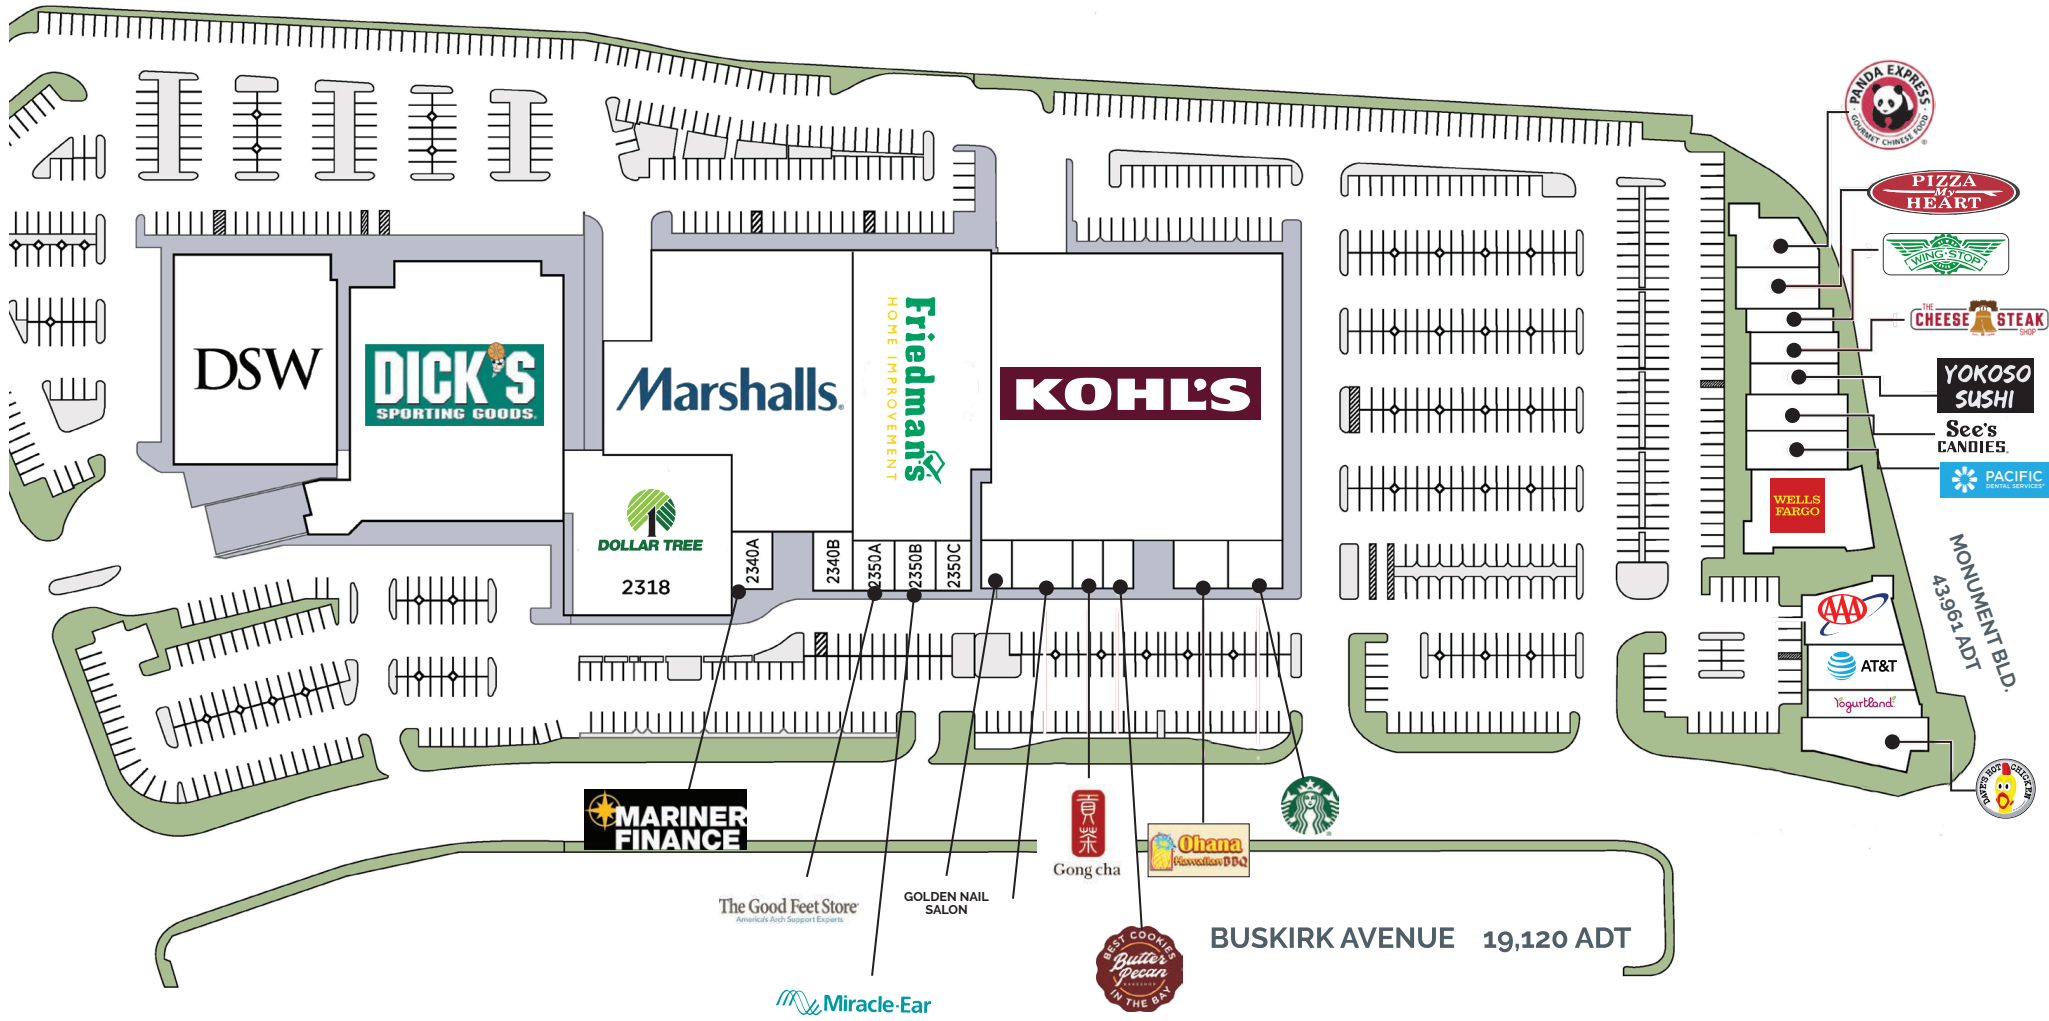 PANDA EXPRESS
GOURMET CHINESE FOOD
®
PIZZA
My
HEART
WING·STOP
THE
CHEESE STEAK
SHOP
YOKOSO
SUSHI
See's
CANDIES®
PACIFIC
DENTAL SERVICES®
WELLS
FARGO
MONUMENT BLD.
43,961 ADT
AAA
AT&T
Yogurtland
DAVE'S HOT CHICKEN
DSW
DICK'S
SPORTING GOODS®
Marshalls®
Friedman's
HOME IMPROVEMENT
KOHL'S
DOLLAR TREE
2318
2340A
2340B
2350A
2350B
2350C
MARINER
FINANCE
The Good Feet Store
America's Arch Support Experts
GOLDEN NAIL
SALON
貢茶
Gong cha
Ohana
Hawaiian BBQ
BEST COOKIES
Butter
Pecan
BAKESHOP
IN THE BAY
Miracle-Ear
BUSKIRK AVENUE 19,120 ADT